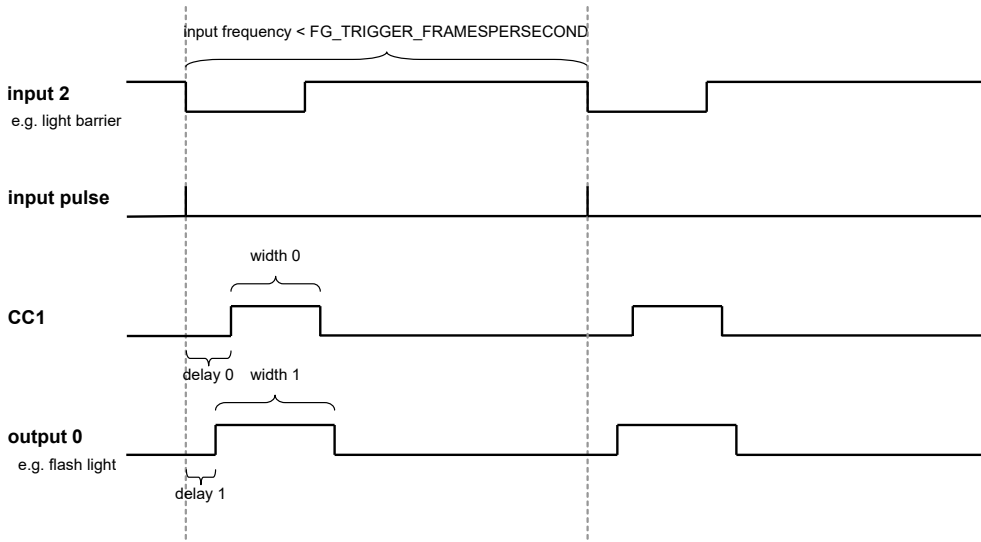 input frequency < FG_TRIGGER_FRAMESPERSECOND
input 2
e.g. light barrier
input pulse
width 0
CC1
delay 0
width 1
output 0
e.g. flash light
delay 1